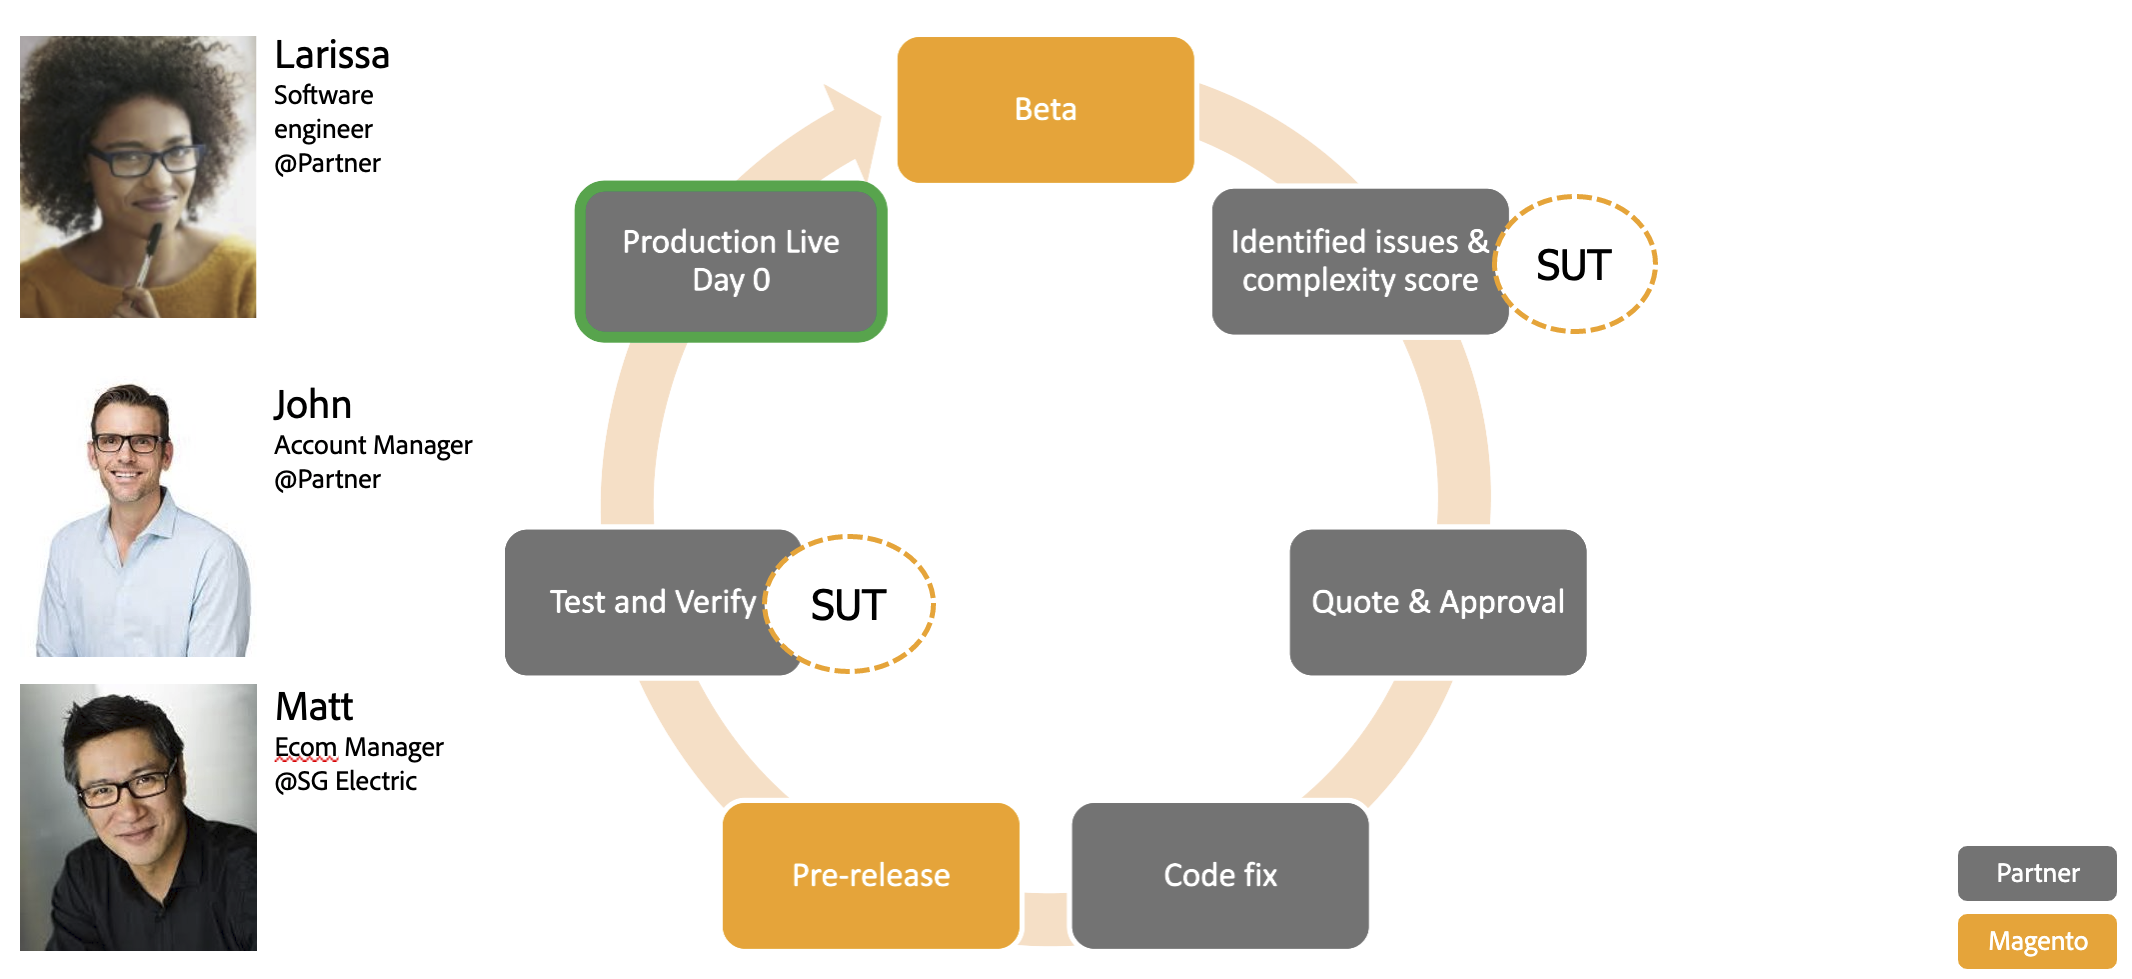 Larissa
Software
engineer
@Partner
John
Account Manager
@Partner
Matt
Ecom Manager
@SG Electric
Beta
Identified issues &
complexity score
SUT
Quote & Approval
Code fix
Pre-release
Test and Verify
SUT
Production Live
Day 0
Partner
Magento